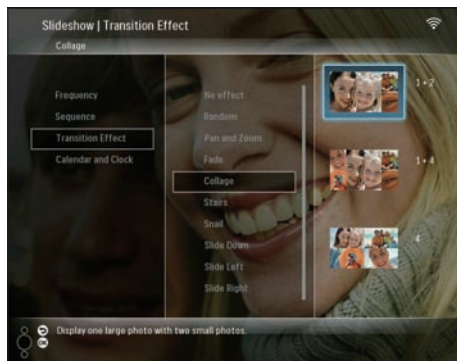 Slideshow | Transition Effect
Collage
Frequency
Sequence
Transition Effect
Calendar and Clock
No effect
Random
Pan and Zoom
Fade
Collage
Stairs
Snail
Slide Down
Slide Left
Slide Right
1 + 2
1 + 4
4
OK
Display one large photo with two small photos.